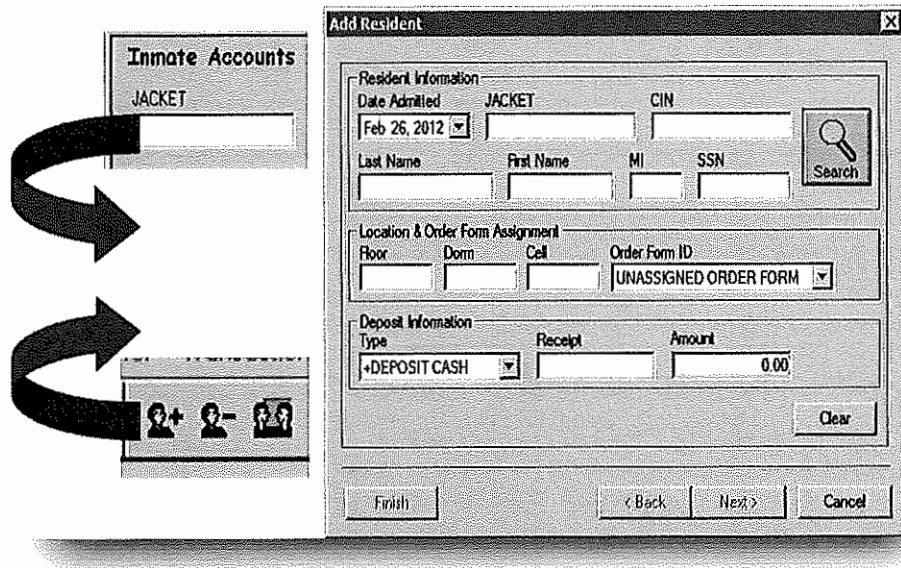 Inmate Accounts
JACKET
Add Resident
Resident Information
Date Admitted JACKET CIN
Feb 26, 2012
Search
Last Name First Name MI SSN
Location & Order Form Assignment
Floor Dorm Cell Order Form ID
UNASSIGNED ORDER FORM
Deposit Information
Type Receipt Amount
+DEPOSIT CASH 0.00
Clear
Finish < Back Next > Cancel